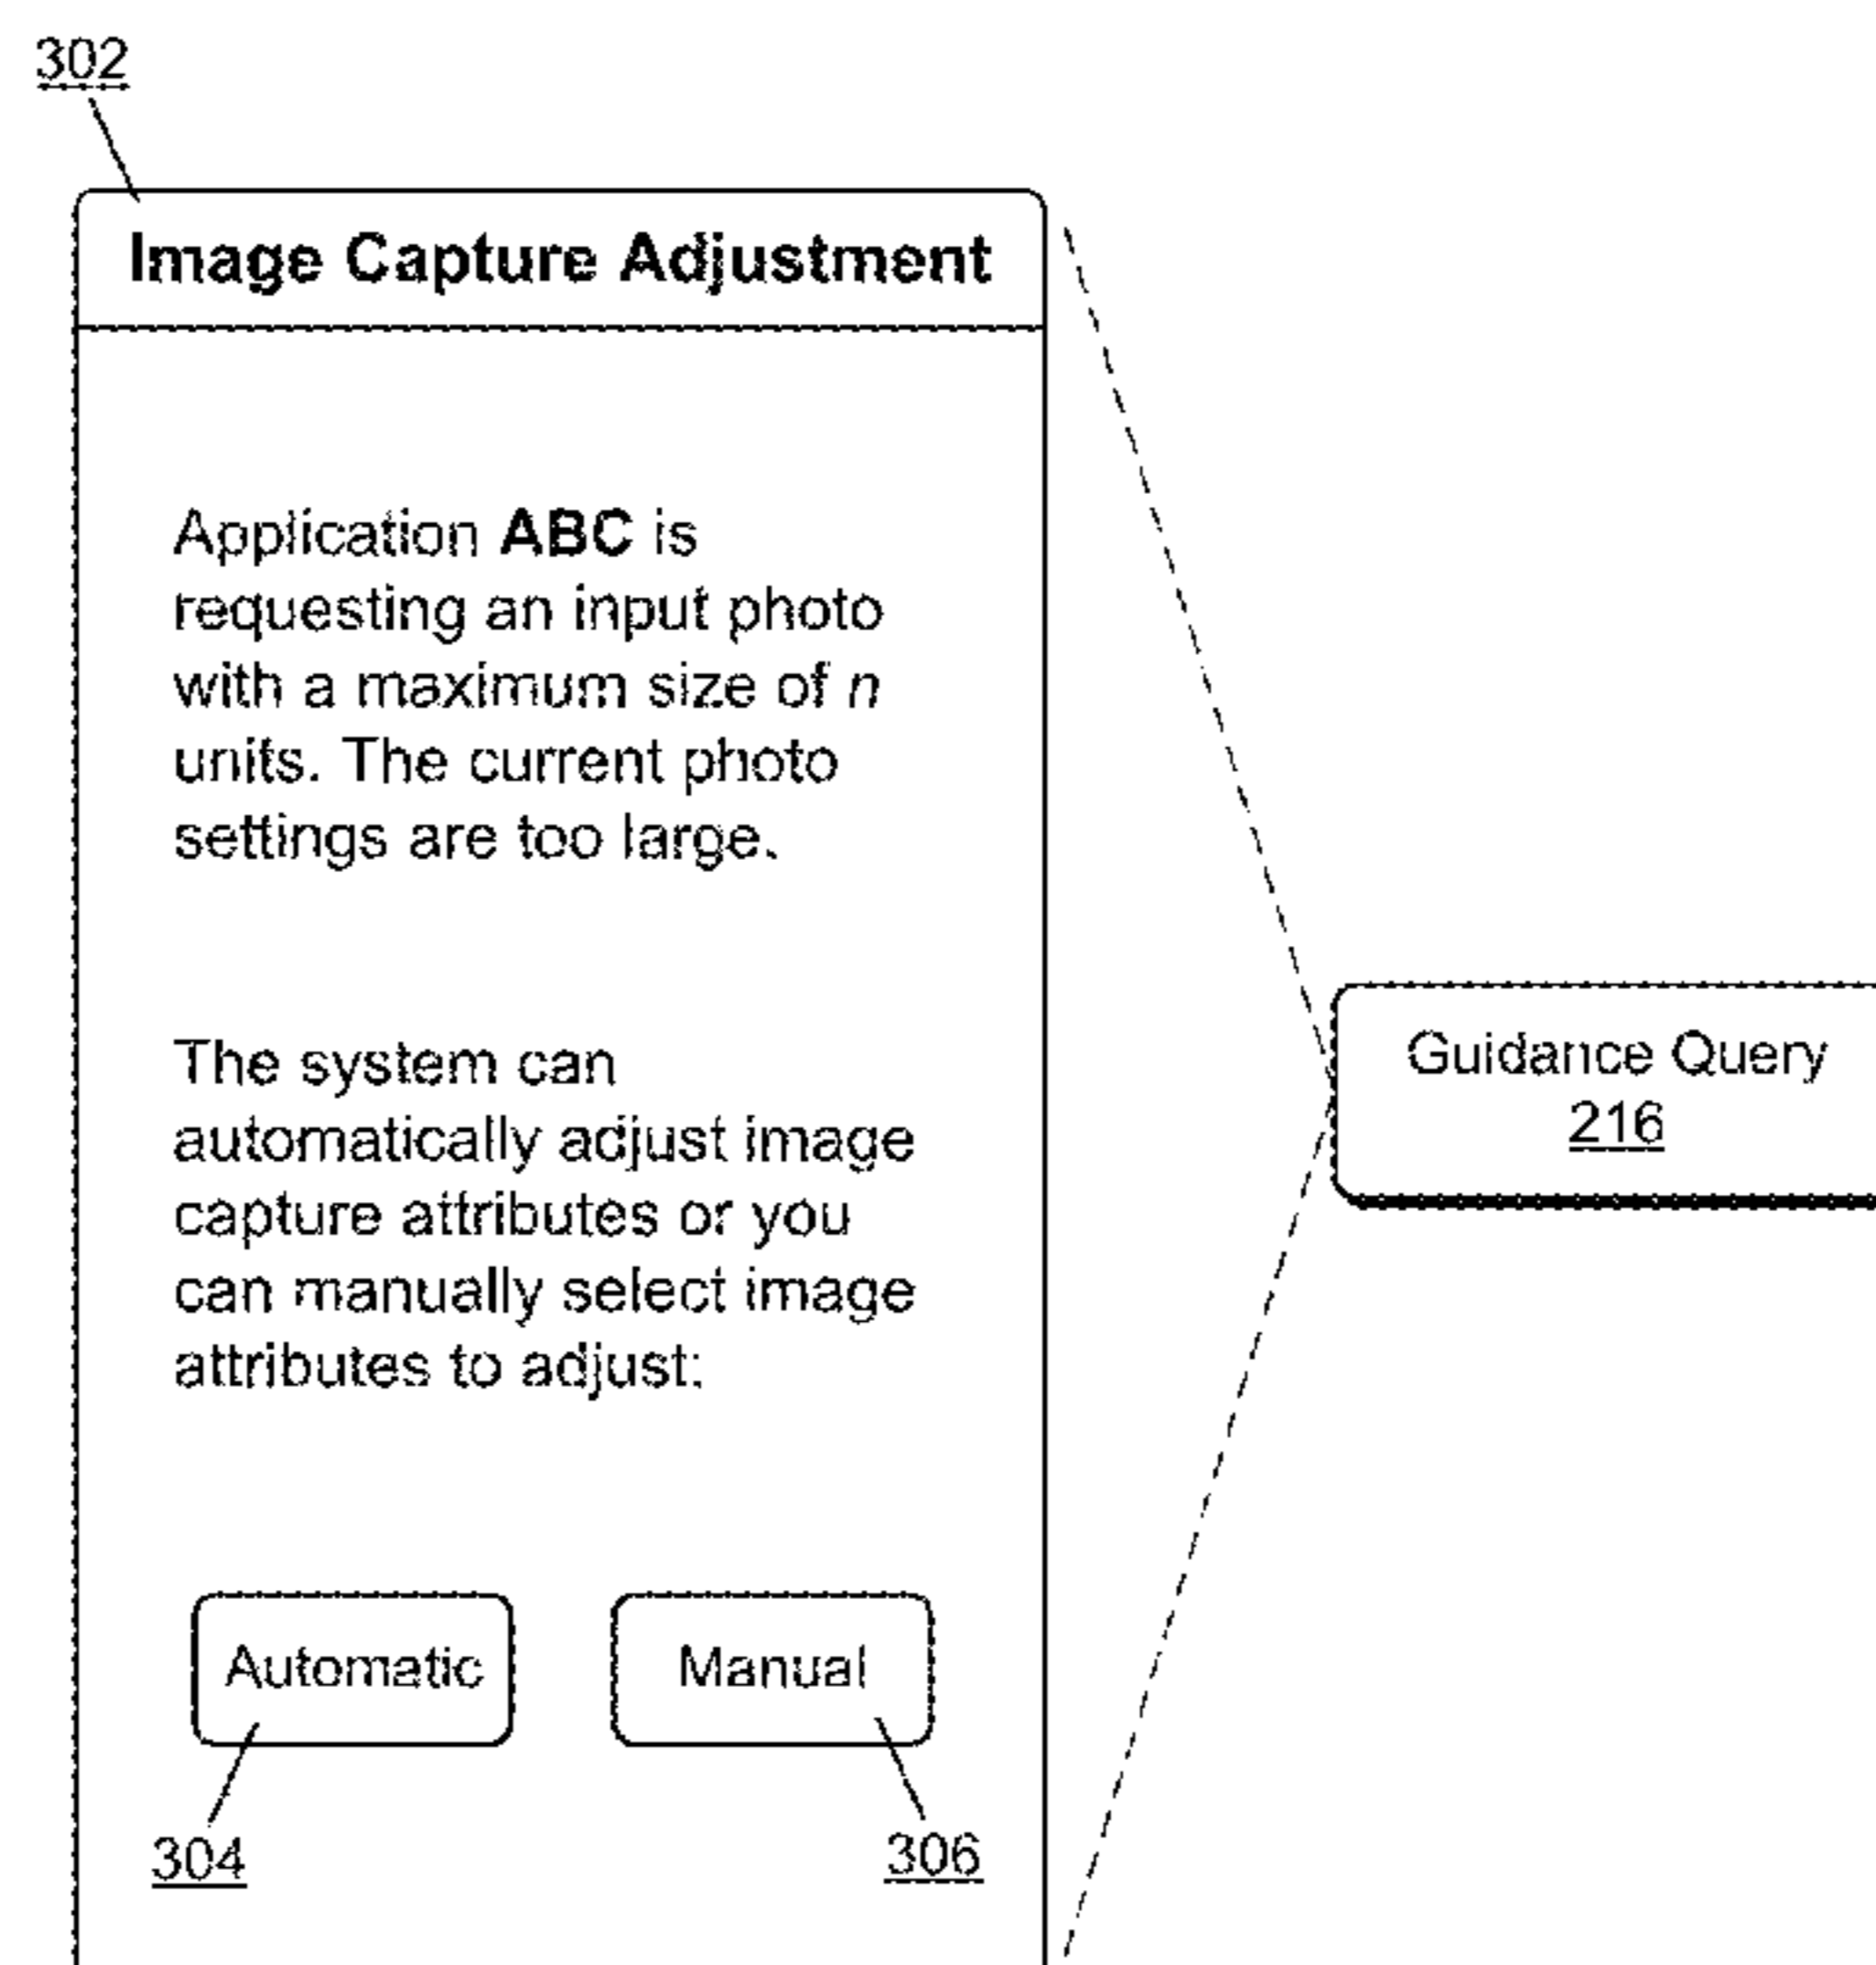 302
Image Capture Adjustment
Application ABC is
requesting an input photo
with a maximum size of n
units. The current photo
settings are too large.
The system can
automatically adjust image
capture attributes or you
can manually select image
attributes to adjust:
Automatic
Manual
304
306
Guidance Query
216